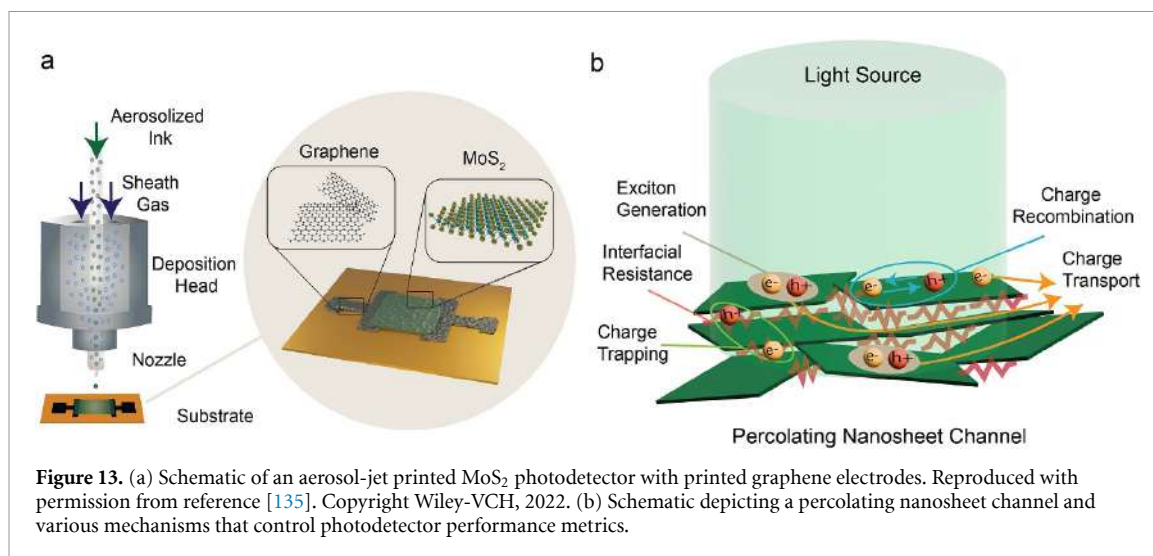 a
Aerosolized
Ink
Sheath
Gas
Deposition
Head
Nozzle
Substrate
Graphene
MoS₂
b
Light Source
Exciton
Generation
Interfacial
Resistance
Charge
Trapping
Charge
Recombination
Charge
Transport
e-
h+
e-
h+
e-
h+
e-
e-
h+
Percolating Nanosheet Channel
Figure 13. (a) Schematic of an aerosol-jet printed MoS₂ photodetector with printed graphene electrodes. Reproduced with
permission from reference [135]. Copyright Wiley-VCH, 2022. (b) Schematic depicting a percolating nanosheet channel and
various mechanisms that control photodetector performance metrics.